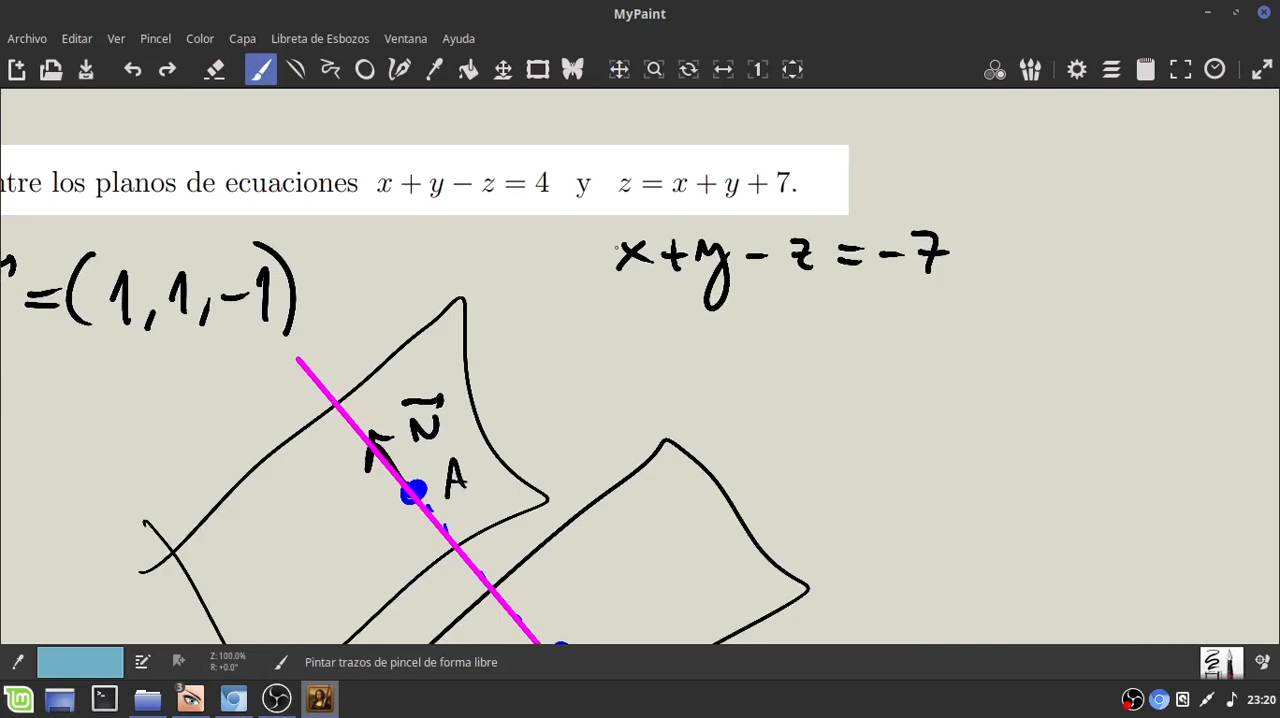 MyPaint
Archivo Editar Ver Pincel Color Capa Libreta de Esbozos Ventana Ayuda
ntre los planos de ecuaciones x + y − z = 4 y z = x + y + 7.
x+y-z=-7
=(1,1,-1)
N
A
Z: 100.0%
R: +0.0°
Pintar trazos de pincel de forma libre
3
23:20